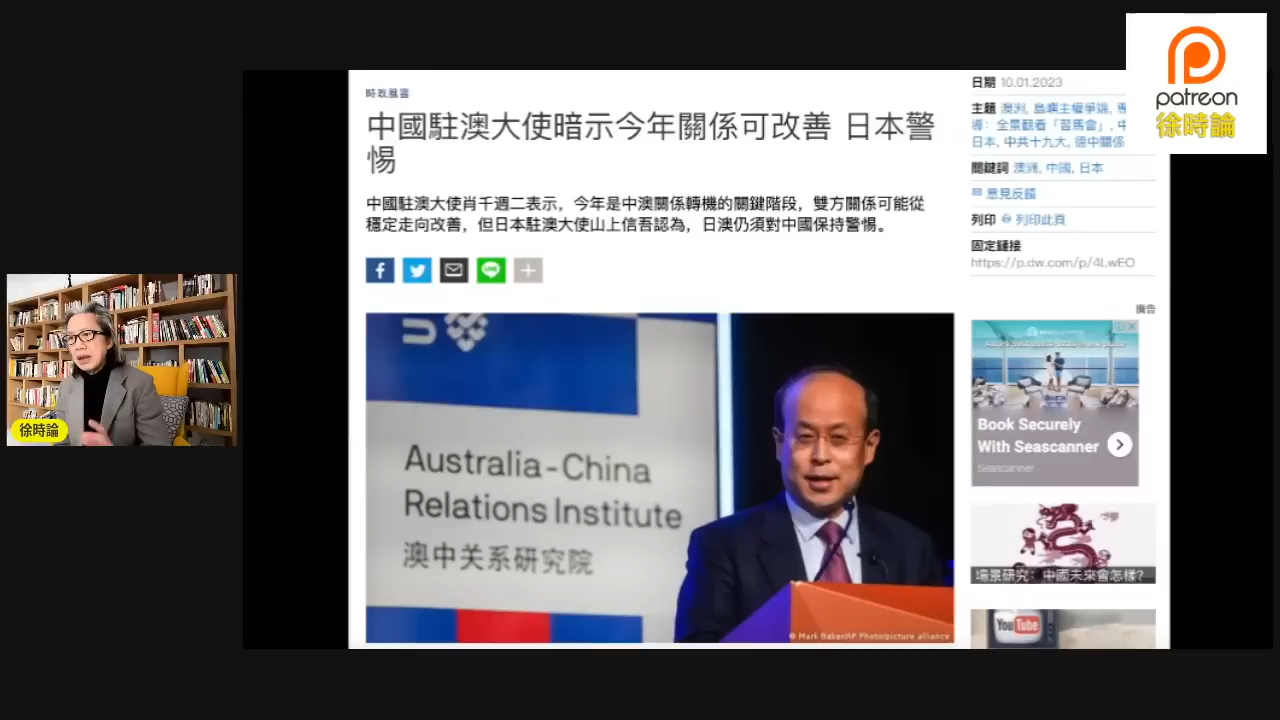 patreon
徐時論
徐時論
時政風雲
中國駐澳大使暗示今年關係可改善 日本警
惕
中國駐澳大使肖千週二表示，今年是中澳關係轉機的關鍵階段，雙方關係可能從
穩定走向改善，但日本駐澳大使山上信吾認為，日澳仍須對中國保持警惕。
Australia-China
Relations Institute
澳中关系研究院
© Mark Baker/AP Photo/picture alliance
日期 10.01.2023
主題 澳洲, 島嶼主權爭端, 專
導：全景觀看「習馬會」, 中
日本, 中共十九大, 德中關係
關鍵詞 澳洲, 中國, 日本
意見反饋
列印 列印此頁
固定鏈接
https://p.dw.com/p/4LwEO
廣告
Book Securely
With Seascanner
Seascanner
遠景研究：中國未來會怎樣？
YouTube